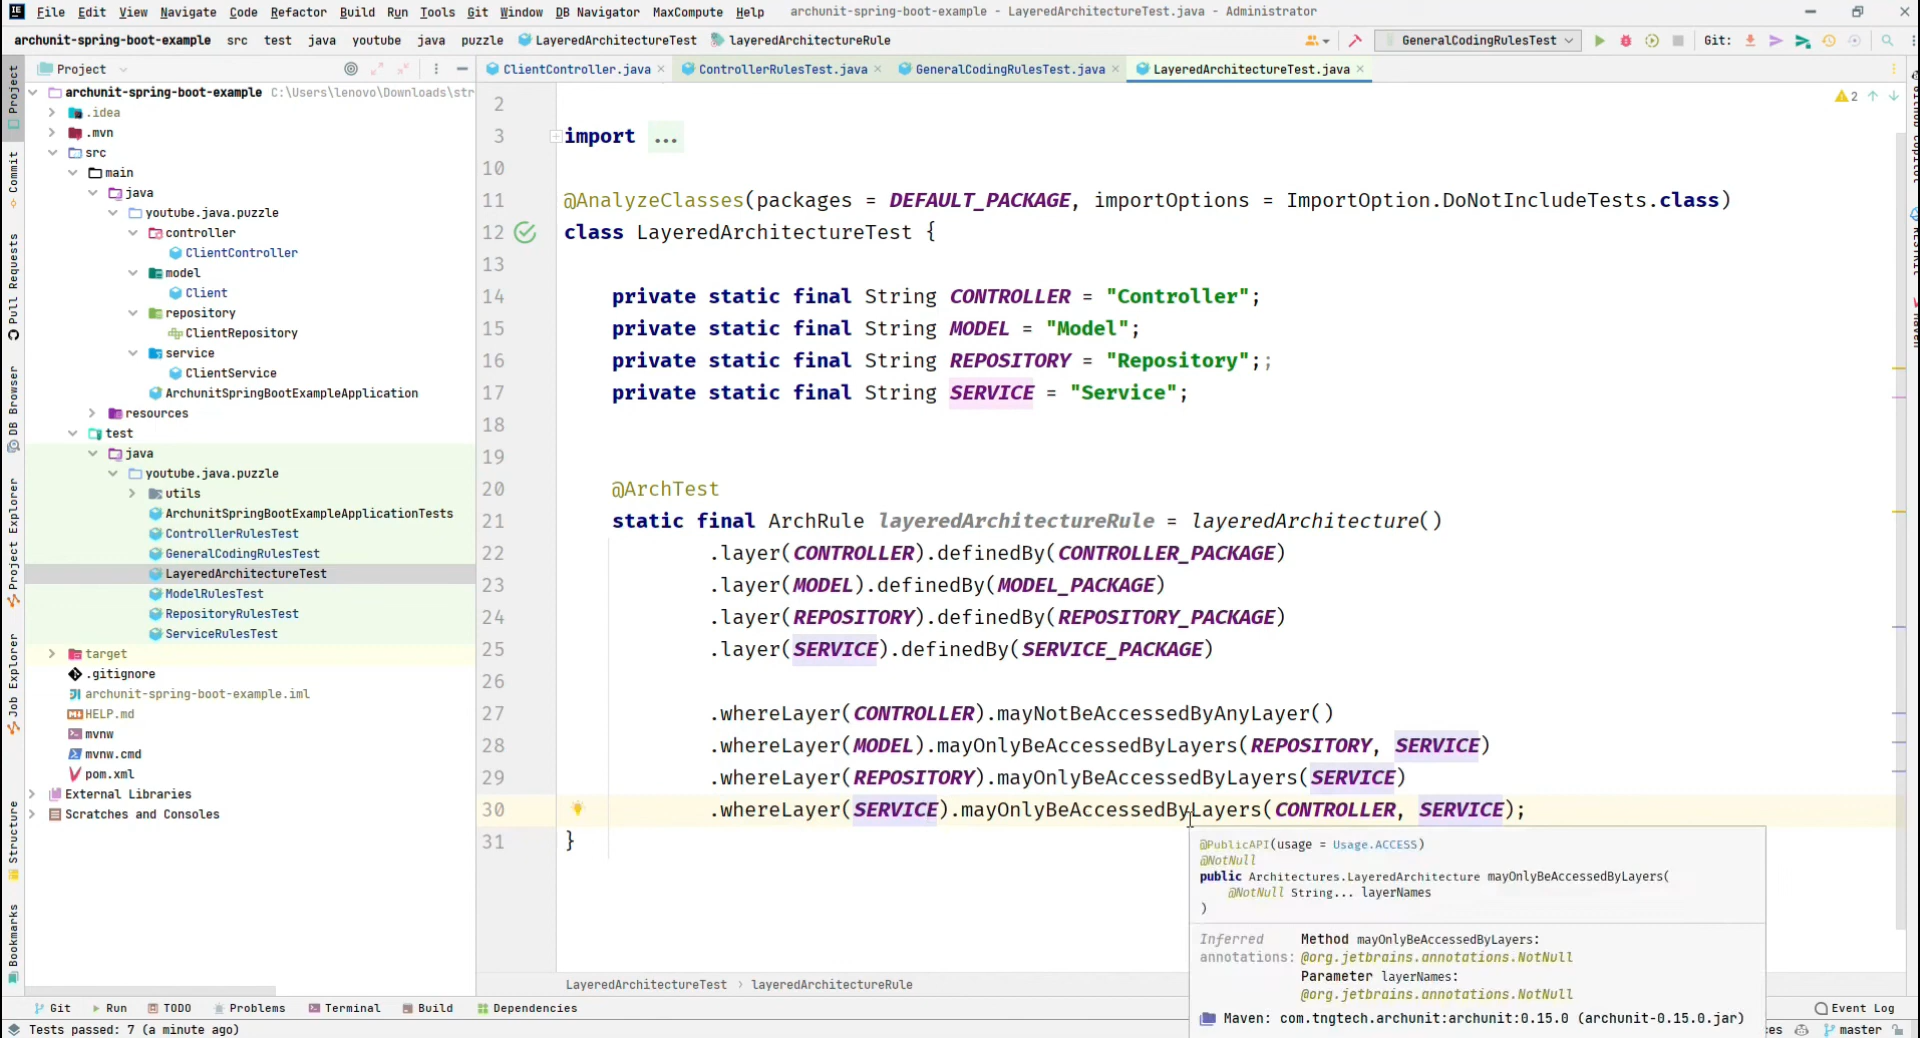 File Edit View Navigate Code Refactor Build Run Tools Git Window DB Navigator MaxCompute Help archunit-spring-boot-example - LayeredArchitectureTest.java - Administrator
archunit-spring-boot-example src test java youtube java puzzle LayeredArchitectureTest layeredArchitectureRule GeneralCodingRulesTest Git:
Project
ClientController.java ControllerRulesTest.java GeneralCodingRulesTest.java LayeredArchitectureTest.java
Project
Commit
Pull Requests
DB Browser
Project Explorer
Job Explorer
Structure
Bookmarks
archunit-spring-boot-example C:\Users\lenovo\Downloads\str
.idea
.mvn
src
main
java
youtube.java.puzzle
controller
ClientController
model
Client
repository
ClientRepository
service
ClientService
ArchunitSpringBootExampleApplication
resources
test
java
youtube.java.puzzle
utils
ArchunitSpringBootExampleApplicationTests
ControllerRulesTest
GeneralCodingRulesTest
LayeredArchitectureTest
ModelRulesTest
RepositoryRulesTest
ServiceRulesTest
target
.gitignore
archunit-spring-boot-example.iml
HELP.md
mvnw
mvnw.cmd
pom.xml
External Libraries
Scratches and Consoles
2
2
3 import ...
10
11 @AnalyzeClasses(packages = DEFAULT_PACKAGE, importOptions = ImportOption.DoNotIncludeTests.class)
12 class LayeredArchitectureTest {
13
14 private static final String CONTROLLER = "Controller";
15 private static final String MODEL = "Model";
16 private static final String REPOSITORY = "Repository";;
17 private static final String SERVICE = "Service";
18
19
20 @ArchTest
21 static final ArchRule layeredArchitectureRule = layeredArchitecture()
22 .layer(CONTROLLER).definedBy(CONTROLLER_PACKAGE)
23 .layer(MODEL).definedBy(MODEL_PACKAGE)
24 .layer(REPOSITORY).definedBy(REPOSITORY_PACKAGE)
25 .layer(SERVICE).definedBy(SERVICE_PACKAGE)
26
27 .whereLayer(CONTROLLER).mayNotBeAccessedByAnyLayer()
28 .whereLayer(MODEL).mayOnlyBeAccessedByLayers(REPOSITORY, SERVICE)
29 .whereLayer(REPOSITORY).mayOnlyBeAccessedByLayers(SERVICE)
30 .whereLayer(SERVICE).mayOnlyBeAccessedByLayers(CONTROLLER, SERVICE);
31 }
@PublicAPI(usage = Usage.ACCESS)
@NotNull
public Architectures.LayeredArchitecture mayOnlyBeAccessedByLayers(
@NotNull String... layerNames
)
Inferred annotations: Method mayOnlyBeAccessedByLayers:
@org.jetbrains.annotations.NotNull
Parameter layerNames:
@org.jetbrains.annotations.NotNull
Maven: com.tngtech.archunit:archunit:0.15.0 (archunit-0.15.0.jar)
LayeredArchitectureTest layeredArchitectureRule
Git Run TODO Problems Terminal Build Dependencies Event Log
Tests passed: 7 (a minute ago) master